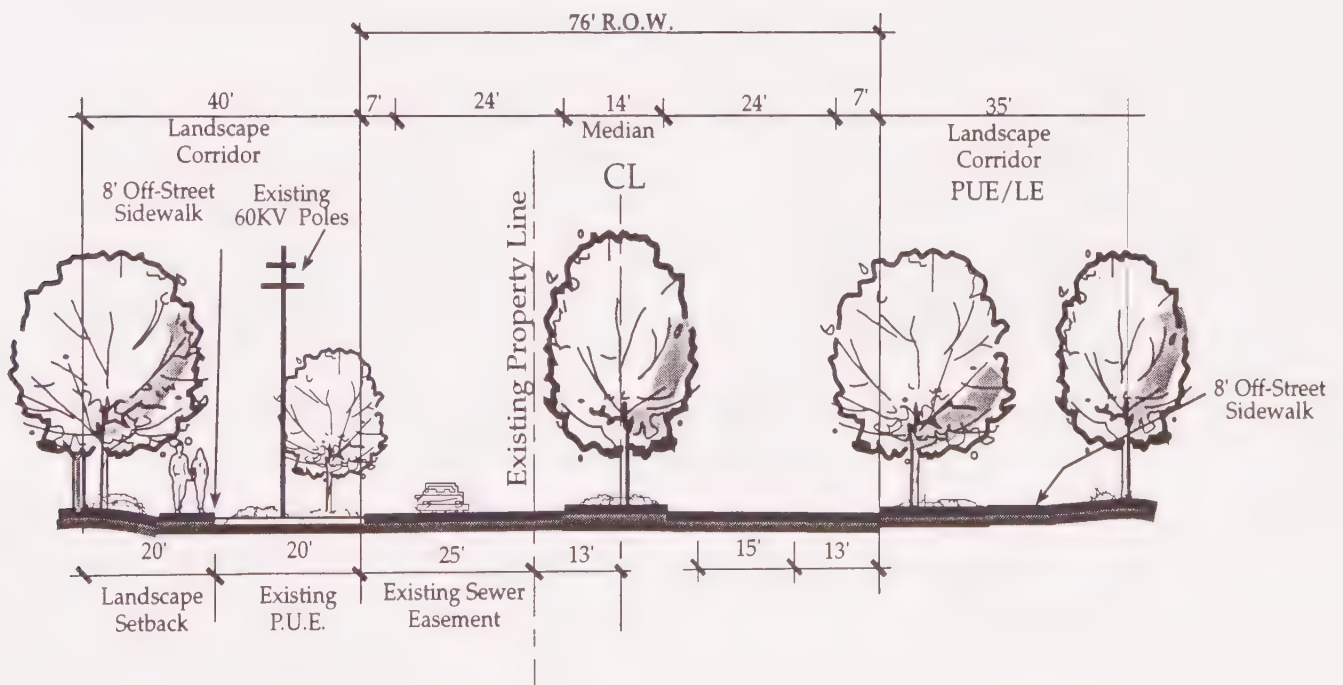 76' R.O.W.
40'
7'
24'
14'
24'
7'
35'
Landscape
Corridor
Median
Landscape
Corridor
PUE/LE
8' Off-Street
Sidewalk
Existing
60KV Poles
CL
Existing Property Line
8' Off-Street
Sidewalk
20'
20'
25'
13'
15'
13'
Landscape
Setback
Existing
P.U.E.
Existing Sewer
Easement